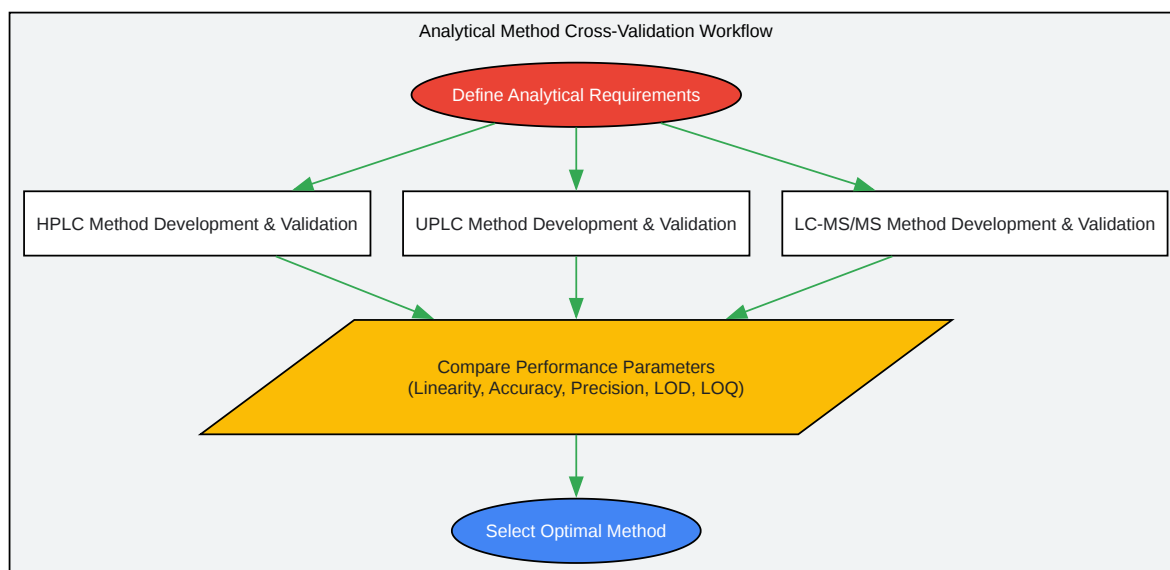 Analytical Method Cross-Validation Workflow
Define Analytical Requirements
HPLC Method Development & Validation
UPLC Method Development & Validation
LC-MS/MS Method Development & Validation
Compare Performance Parameters
(Linearity, Accuracy, Precision, LOD, LOQ)
Select Optimal Method